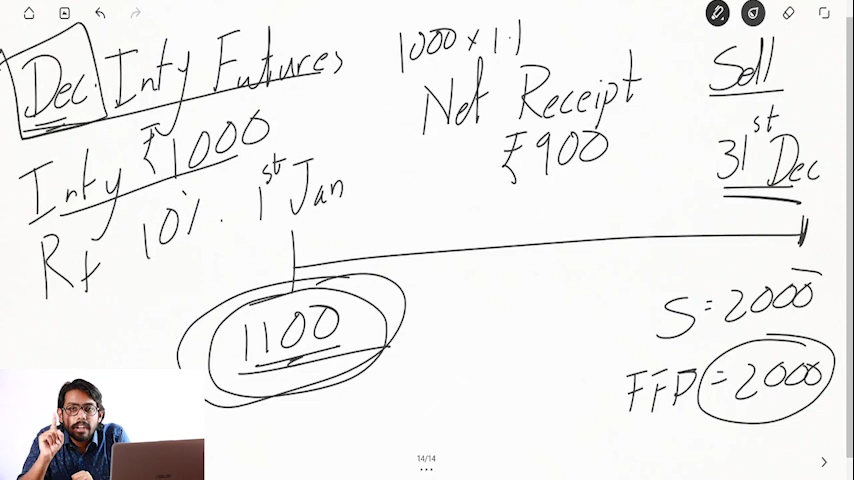 Dec. Infy Futures
Infy ₹1000
Rf 10%. 1st Jan
1000 x 1.1
Net Receipt
₹900
Sell
31st Dec
1100
S = 2000
FFP = 2000
14/14